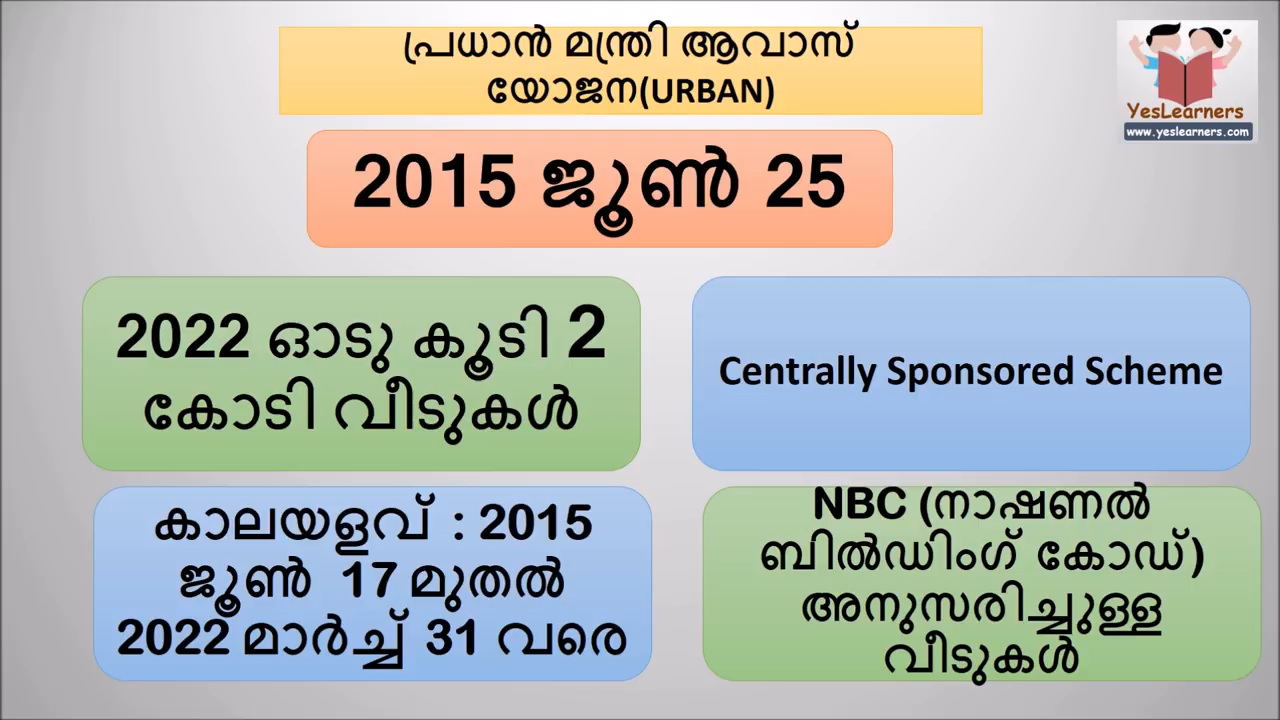 പ്രധാൻ മന്ത്രി ആവാസ്
യോജന(URBAN)
YesLearners
www.yeslearners.com
2015 ജൂൺ 25
2022 ഓടു കൂടി 2
കോടി വീടുകൾ
Centrally Sponsored Scheme
കാലയളവ് : 2015
ജൂൺ 17 മുതൽ
2022 മാർച്ച് 31 വരെ
NBC (നാഷണൽ
ബിൽഡിംഗ് കോഡ്)
അനുസരിച്ചുള്ള
വീടുകൾ